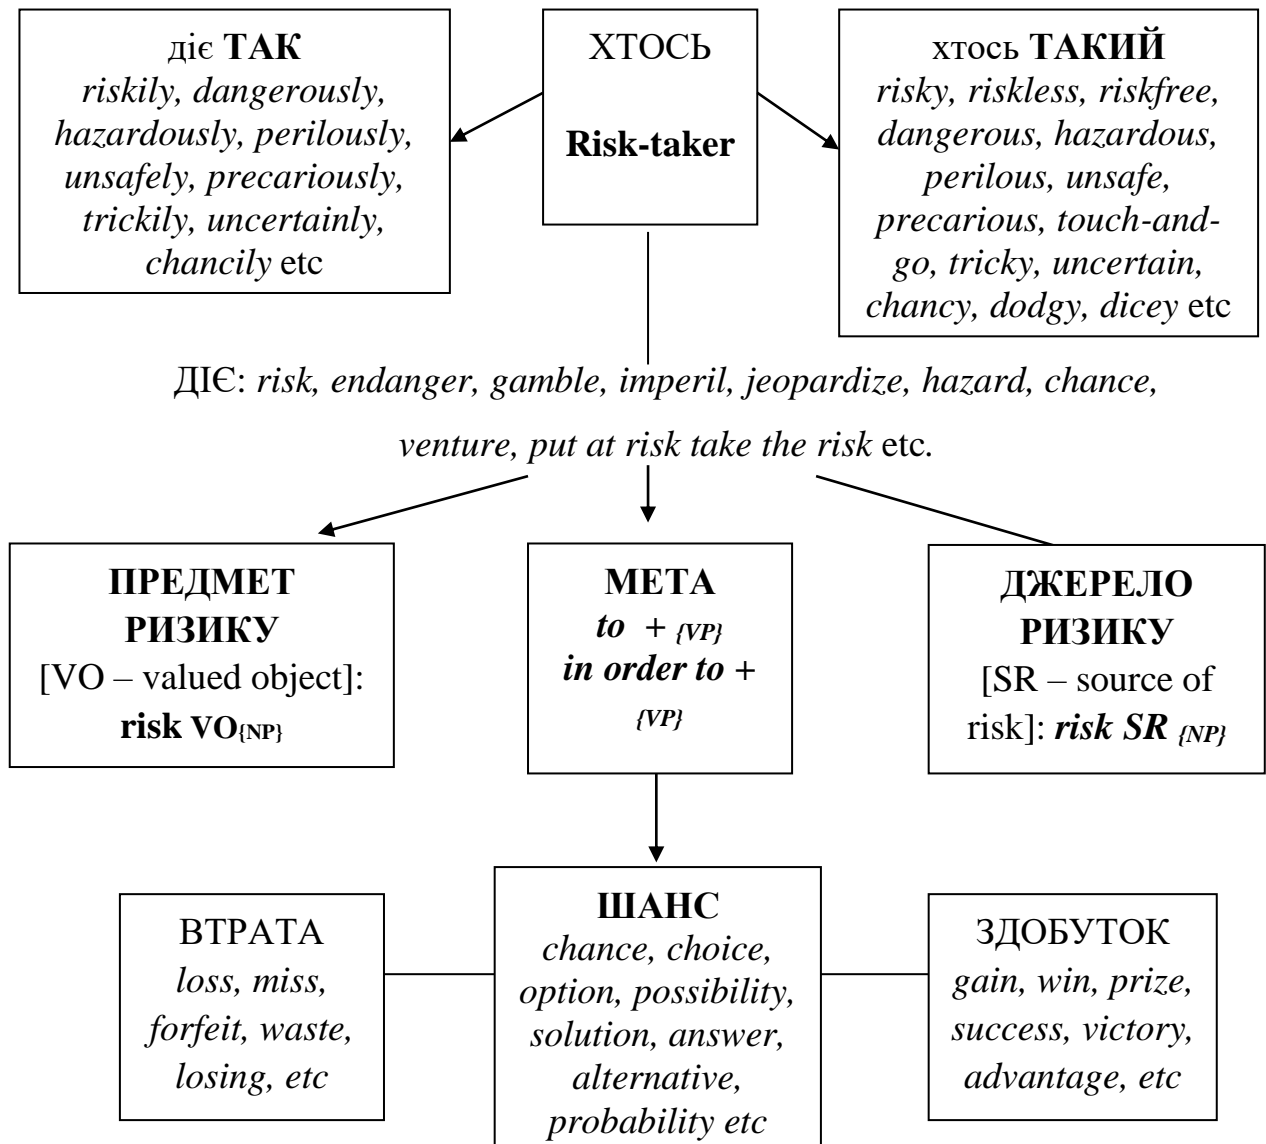 діє ТАК
riskily, dangerously,
hazardously, perilously,
unsafely, precariously,
trickily, uncertainly,
chancily etc
ХТОСЬ
Risk-taker
хтось ТАКИЙ
risky, riskless, riskfree,
dangerous, hazardous,
perilous, unsafe,
precarious, touch-and-
go, tricky, uncertain,
chancy, dodgy, dicey etc
ДІЄ: risk, endanger, gamble, imperil, jeopardize, hazard, chance,
venture, put at risk take the risk etc.
ПРЕДМЕТ
РИЗИКУ
[VO – valued object]:
risk VO{NP}
МЕТА
to + {VP}
in order to +
{VP}
ДЖЕРЕЛО
РИЗИКУ
[SR – source of
risk]: risk SR {NP}
ВТРАТА
loss, miss,
forfeit, waste,
losing, etc
ШАНС
chance, choice,
option, possibility,
solution, answer,
alternative,
probability etc
ЗДОБУТОК
gain, win, prize,
success, victory,
advantage, etc